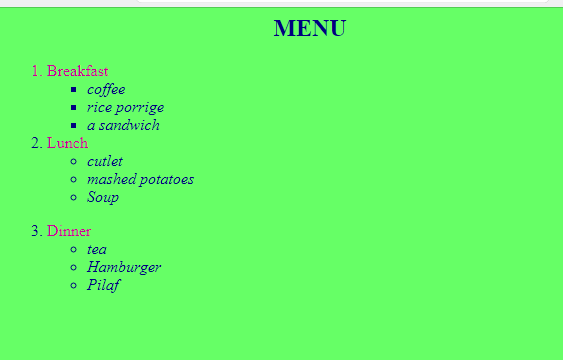 MENU
1. Breakfast
▪ coffee
▪ rice porrige
▪ a sandwich
2. Lunch
○ cutlet
○ mashed potatoes
○ Soup
3. Dinner
○ tea
○ Hamburger
○ Pilaf